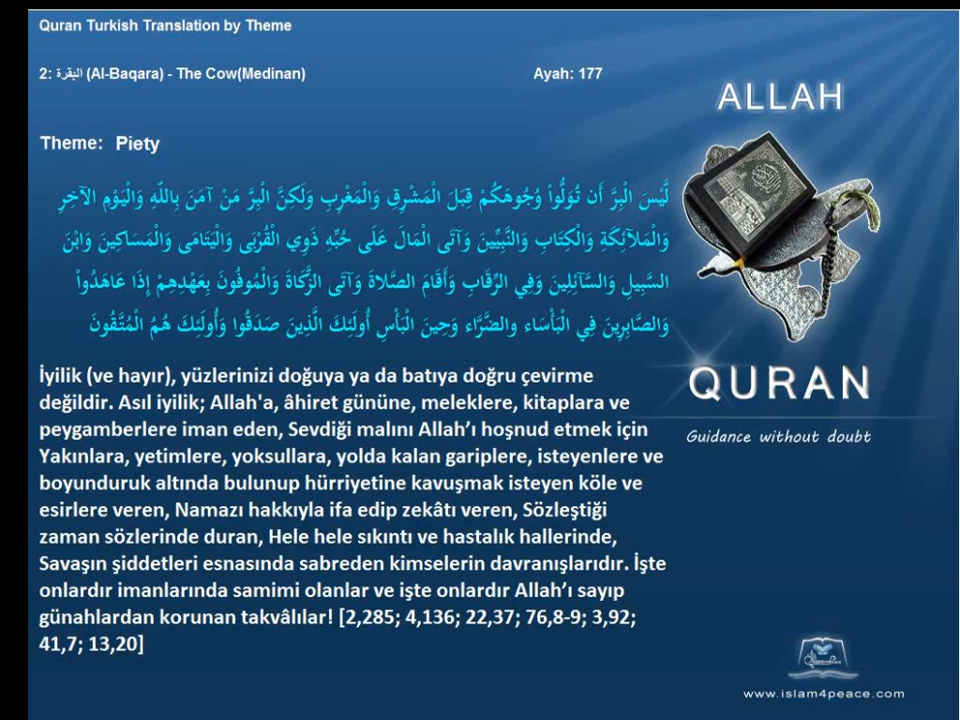 Quran Turkish Translation by Theme
2: البقرة (Al-Baqara) - The Cow(Medinan)
Ayah: 177
Theme: Piety
لَّيْسَ الْبِرَّ أَن تُوَلُّواْ وُجُوهَكُمْ قِبَلَ الْمَشْرِقِ وَالْمَغْرِبِ وَلَكِنَّ الْبِرَّ مَنْ آمَنَ بِاللّهِ وَالْيَوْمِ الآخِرِ
وَالْمَلآئِكَةِ وَالْكِتَابِ وَالنَّبِيِّينَ وَآتَى الْمَالَ عَلَى حُبِّهِ ذَوِي الْقُرْبَى وَالْيَتَامَى وَالْمَسَاكِينَ وَابْنَ
السَّبِيلِ وَالسَّآئِلِينَ وَفِي الرِّقَابِ وَأَقَامَ الصَّلاةَ وَآتَى الزَّكَاةَ وَالْمُوفُونَ بِعَهْدِهِمْ إِذَا عَاهَدُواْ
وَالصَّابِرِينَ فِي الْبَأْسَاء والضَّرَّاء وَحِينَ الْبَأْسِ أُولَئِكَ الَّذِينَ صَدَقُوا وَأُولَئِكَ هُمُ الْمُتَّقُونَ
İyilik (ve hayır), yüzlerinizi doğuya ya da batıya doğru çevirme
değildir. Asıl iyilik; Allah'a, âhiret gününe, meleklere, kitaplara ve
peygamberlere iman eden, Sevdiği malını Allah’ı hoşnud etmek için
Yakınlara, yetimlere, yoksullara, yolda kalan gariplere, isteyenlere ve
boyunduruk altında bulunup hürriyetine kavuşmak isteyen köle ve
esirlere veren, Namazı hakkıyla ifa edip zekâtı veren, Sözleştiği
zaman sözlerinde duran, Hele hele sıkıntı ve hastalık hallerinde,
Savaşın şiddetleri esnasında sabreden kimselerin davranışlarıdır. İşte
onlardır imanlarında samimi olanlar ve işte onlardır Allah’ı sayıp
günahlardan korunan takvâlılar! [2,285; 4,136; 22,37; 76,8-9; 3,92;
41,7; 13,20]
ALLAH
QURAN
Guidance without doubt
www.islam4peace.com